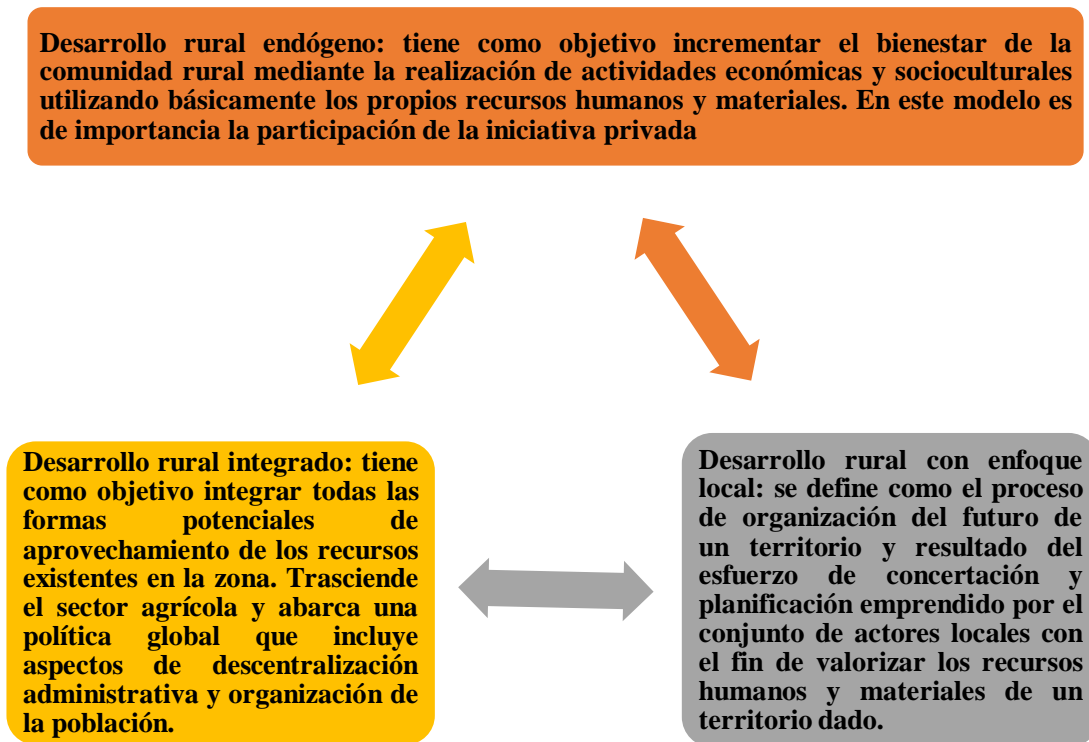 Desarrollo rural endógeno: tiene como objetivo incrementar el bienestar de la
comunidad rural mediante la realización de actividades económicas y socioculturales
utilizando básicamente los propios recursos humanos y materiales. En este modelo es
de importancia la participación de la iniciativa privada
Desarrollo rural integrado: tiene
como objetivo integrar todas las
formas potenciales de
aprovechamiento de los recursos
existentes en la zona. Trasciende
el sector agrícola y abarca una
política global que incluye
aspectos de descentralización
administrativa y organización de
la población.
Desarrollo rural con enfoque
local: se define como el proceso
de organización del futuro de
un territorio y resultado del
esfuerzo de concertación y
planificación emprendido por el
conjunto de actores locales con
el fin de valorizar los recursos
humanos y materiales de un
territorio dado.